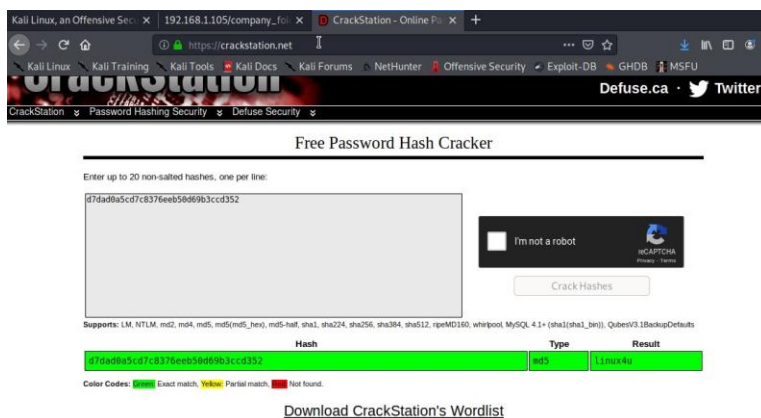 Kali Linux, an Offensive Secu × 192.168.1.105/company_fol × CrackStation - Online Pa × +
https://crackstation.net
Kali Linux Kali Training Kali Tools Kali Docs Kali Forums NetHunter Offensive Security Exploit-DB GHDB MSFU
CrackStation
Defuse.ca · Twitter
CrackStation Password Hashing Security Defuse Security
Free Password Hash Cracker
Enter up to 20 non-salted hashes, one per line:
d7dad0a5cd7c8376eeb50d69b3ccd352
I'm not a robot
reCAPTCHA
Privacy - Terms
Crack Hashes
Supports: LM, NTLM, md2, md4, md5, md5(md5_hex), md5-half, sha1, sha224, sha256, sha384, sha512, ripeMD160, whirlpool, MySQL 4.1+ (sha1(sha1_bin)), QubesV3.1BackupDefaults
Hash Type Result
d7dad0a5cd7c8376eeb50d69b3ccd352 md5 linux4u
Color Codes: Green: Exact match, Yellow: Partial match, Red: Not found.
Download CrackStation's Wordlist